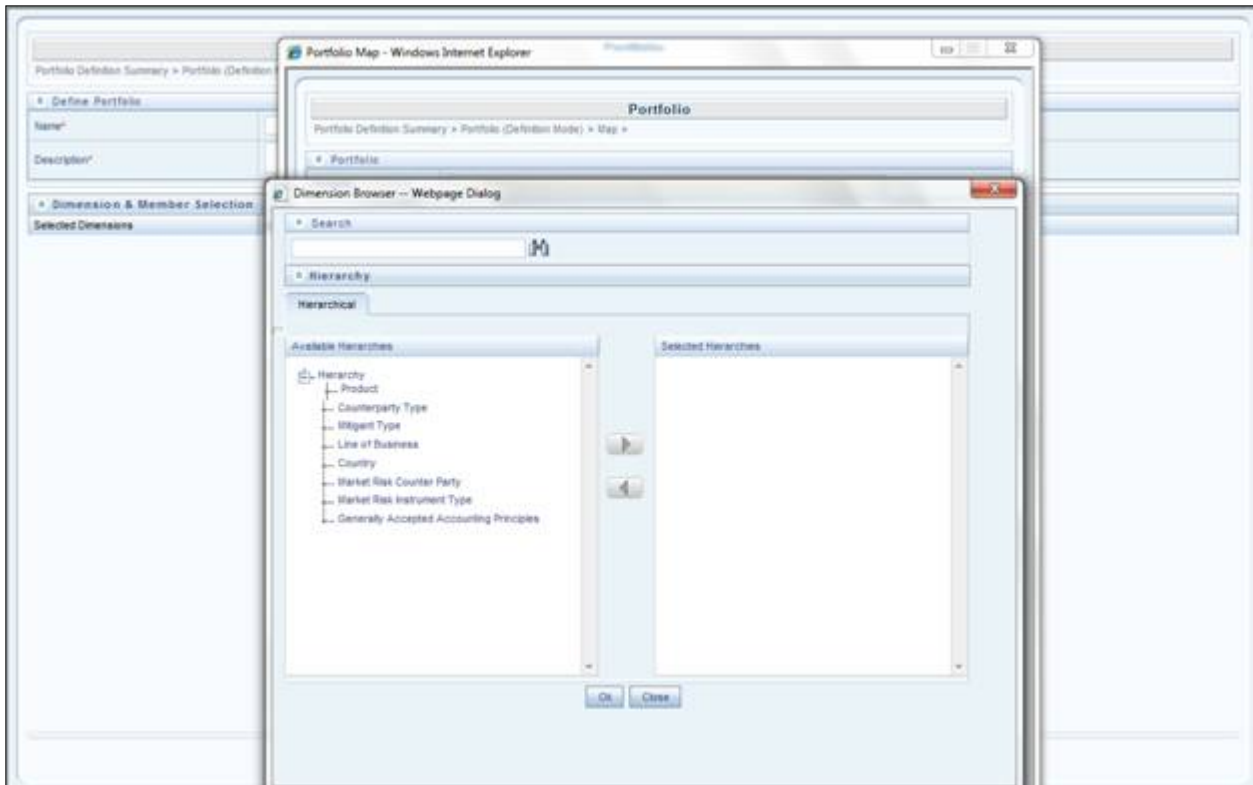 Portfolio Map - Windows Internet Explorer
Portfolio Definition Summary > Portfolio (Definition
Define Portfolio
Name*
Description*
Dimension & Member Selection
Selected Dimensions
Portfolio
Portfolio Definition Summary > Portfolio (Definition Mode) > Map >
Portfolio
Dimension Browser -- Webpage Dialog
Search
Hierarchy
Hierarchical
Available Hierarchies
Selected Hierarchies
Hierarchy
Product
Counterparty Type
Mitigant Type
Line of Business
Country
Market Risk Counter Party
Market Risk Instrument Type
Generally Accepted Accounting Principles
Ok
Close